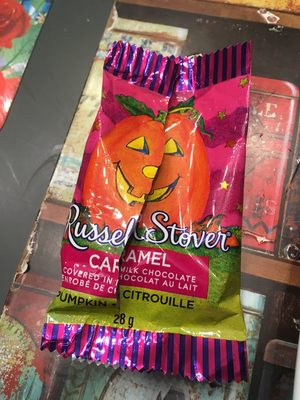 Russell Stover
CARAMEL
COVERED IN MILK CHOCOLATE
ENROBÉ DE CHOCOLAT AU LAIT
PUMPKIN - CITROUILLE
28 g